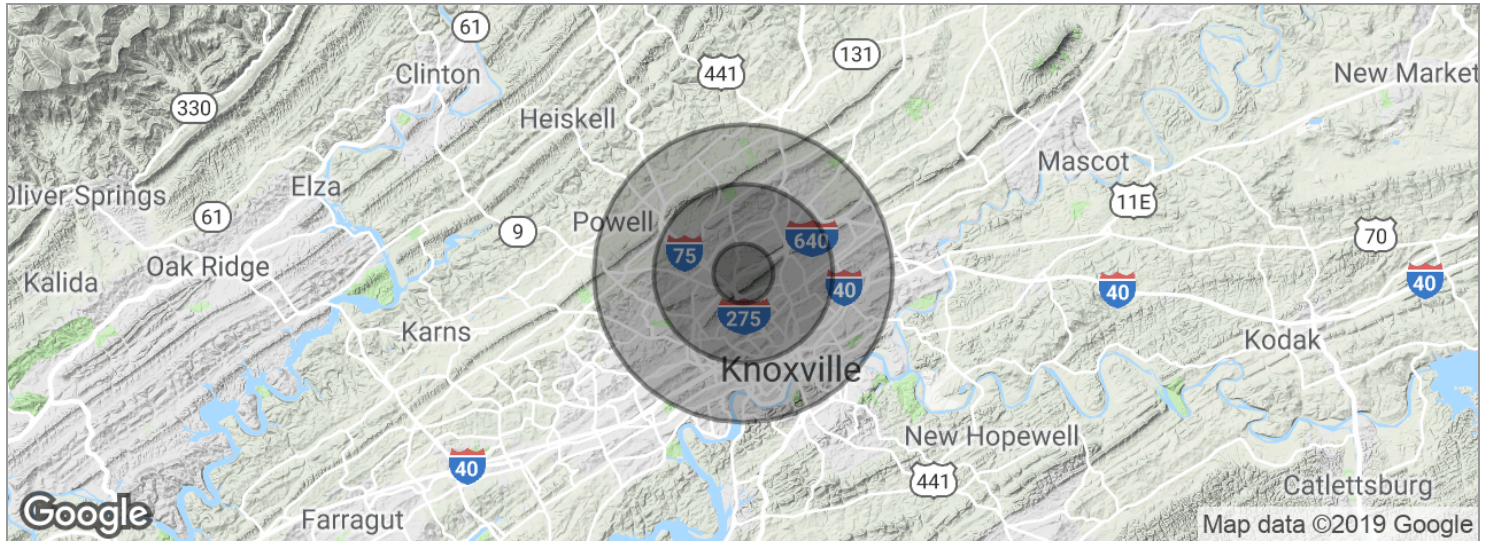 61
Clinton
441
131
New Market
330
Heiskell
Mascot
Oliver Springs
Elza
11E
61
Powell
9
640
70
75
Oak Ridge
Kalida
40
40
40
275
Karns
Kodak
Knoxville
New Hopewell
40
441
Catlettsburg
Google
Farragut
Map data ©2019 Google